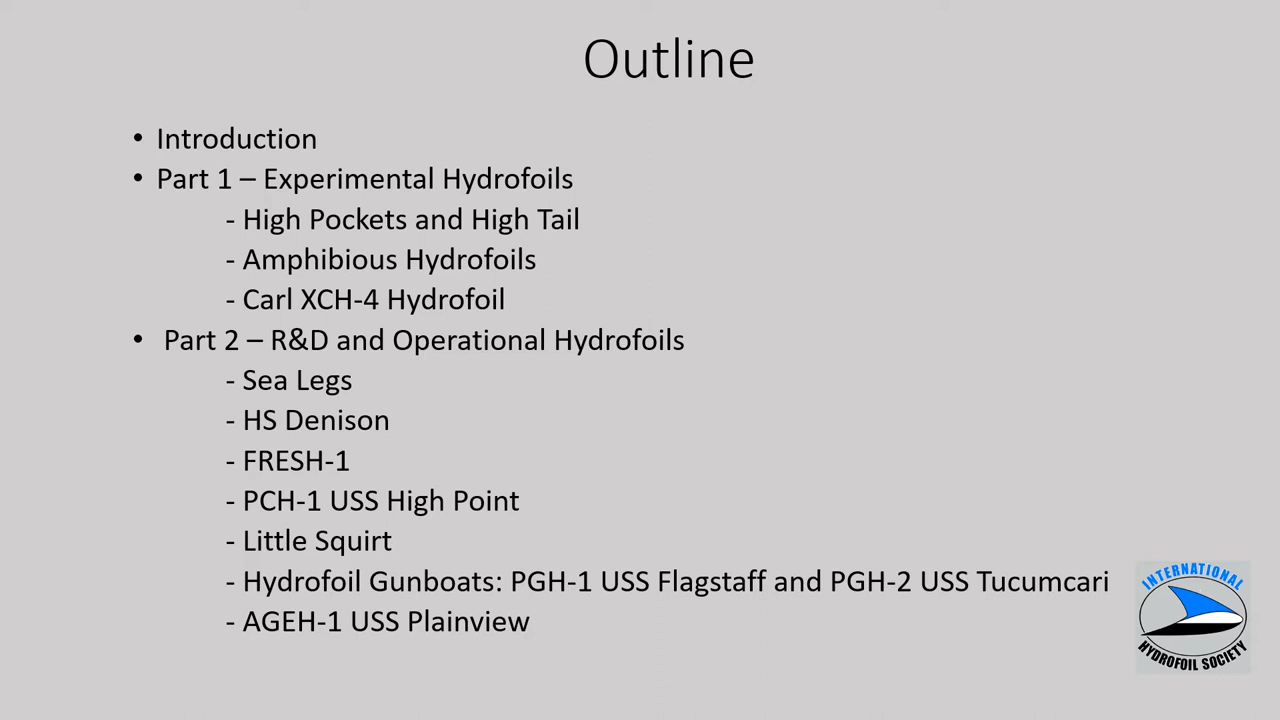 Outline
• Introduction
• Part 1 – Experimental Hydrofoils
- High Pockets and High Tail
- Amphibious Hydrofoils
- Carl XCH-4 Hydrofoil
• Part 2 – R&D and Operational Hydrofoils
- Sea Legs
- HS Denison
- FRESH-1
- PCH-1 USS High Point
- Little Squirt
- Hydrofoil Gunboats: PGH-1 USS Flagstaff and PGH-2 USS Tucumcari
- AGEH-1 USS Plainview
INTERNATIONAL
HYDROFOIL SOCIETY